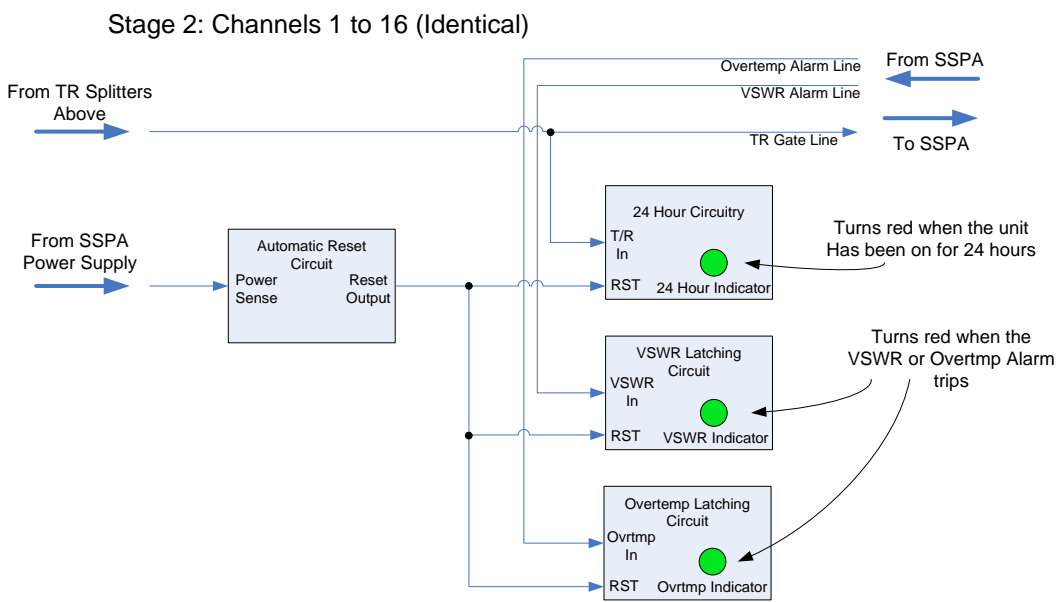 Stage 2: Channels 1 to 16 (Identical)
Overtemp Alarm Line
From SSPA
VSWR Alarm Line
From TR Splitters
Above
TR Gate Line
To SSPA
24 Hour Circuitry
T/R
In
RST
24 Hour Indicator
Turns red when the unit
Has been on for 24 hours
From SSPA
Power Supply
Automatic Reset
Circuit
Power
Sense
Reset
Output
VSWR Latching
Circuit
VSWR
In
RST
VSWR Indicator
Turns red when the
VSWR or Overtmp Alarm
trips
Overtemp Latching
Circuit
Ovrtmp
In
RST
Ovrtmp Indicator